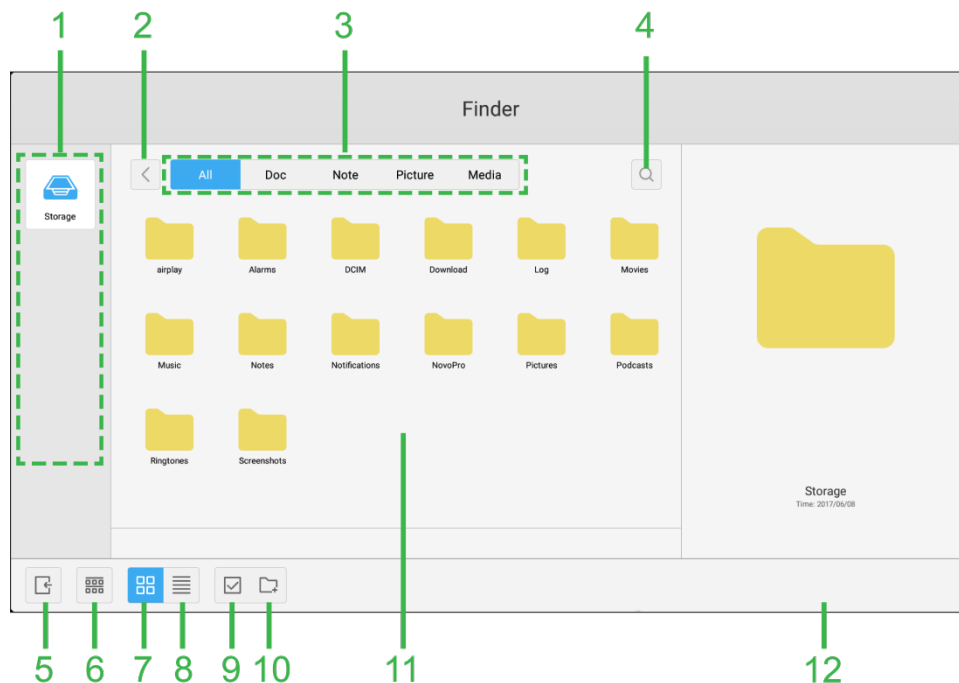 1 2 3 4
Finder
All Doc Note Picture Media
Storage
airplay Alarms DCIM Download Log Movies
Music Notes Notifications NovoPro Pictures Podcasts
Ringtones Screenshots
Storage
Time: 2017/06/08
5 6 7 8 9 10 11 12